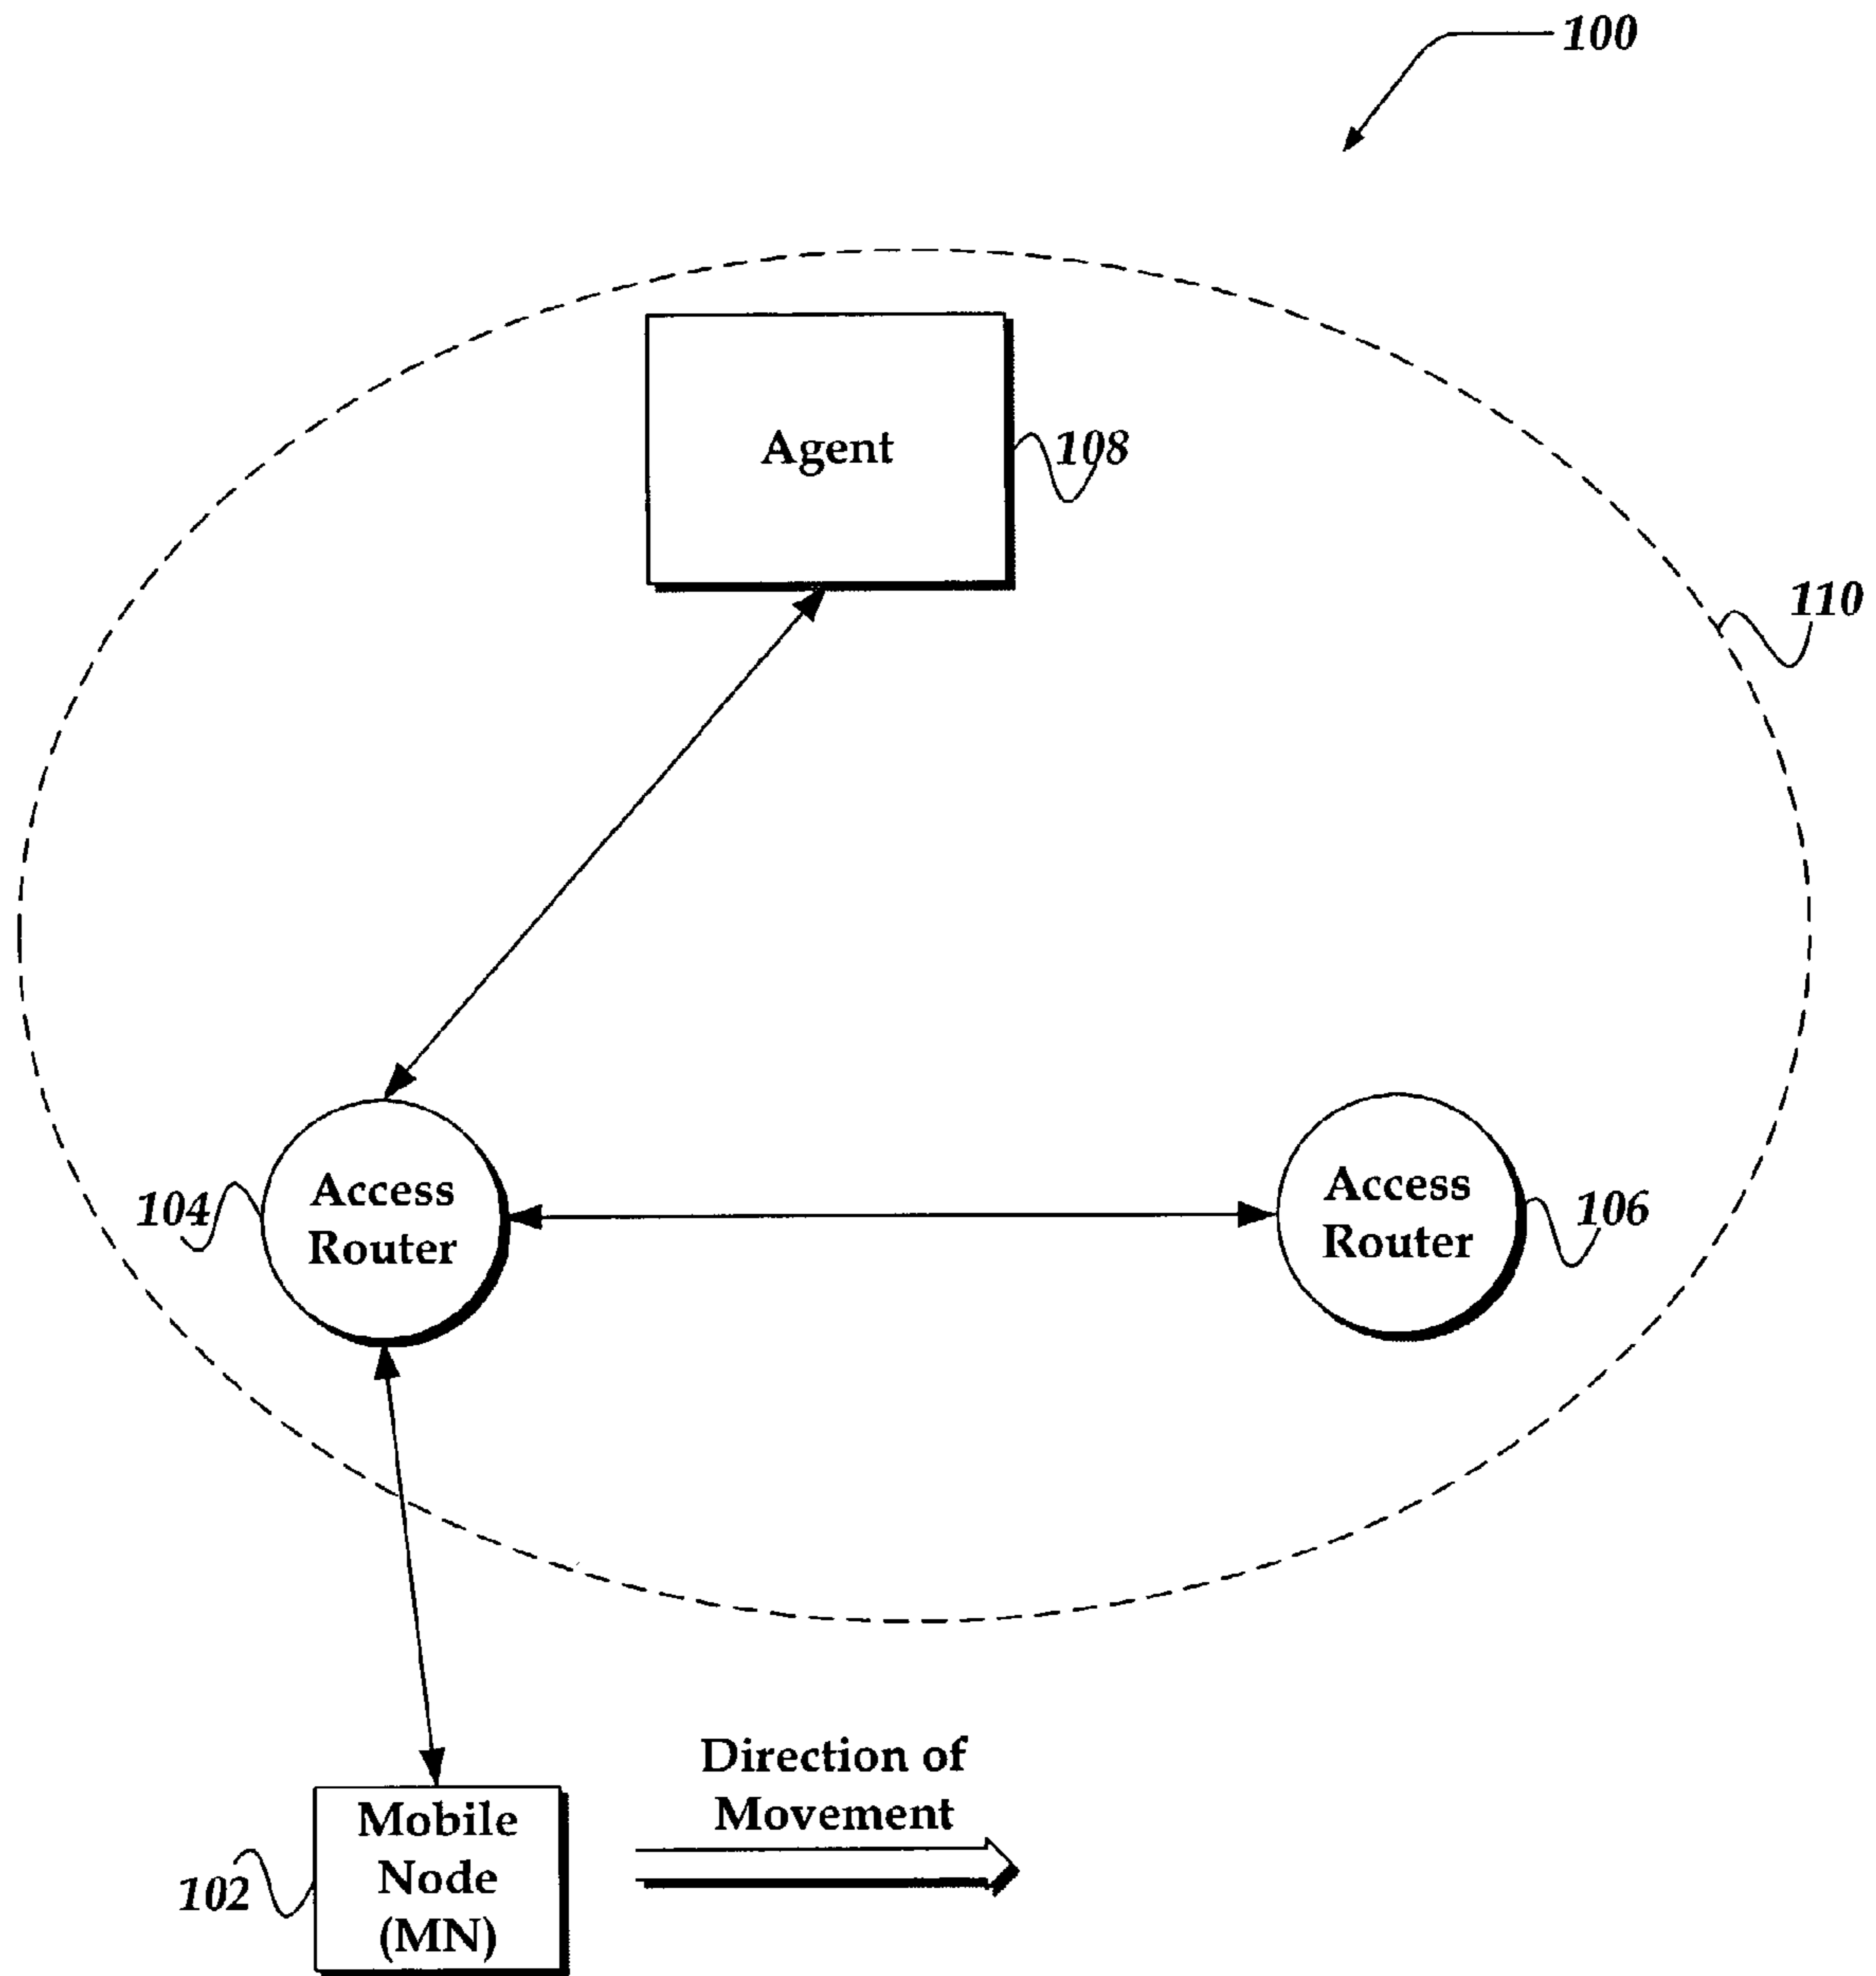 100
Agent
108
110
104
Access
Router
Access
Router
106
Direction of
Movement
Mobile
Node
(MN)
102